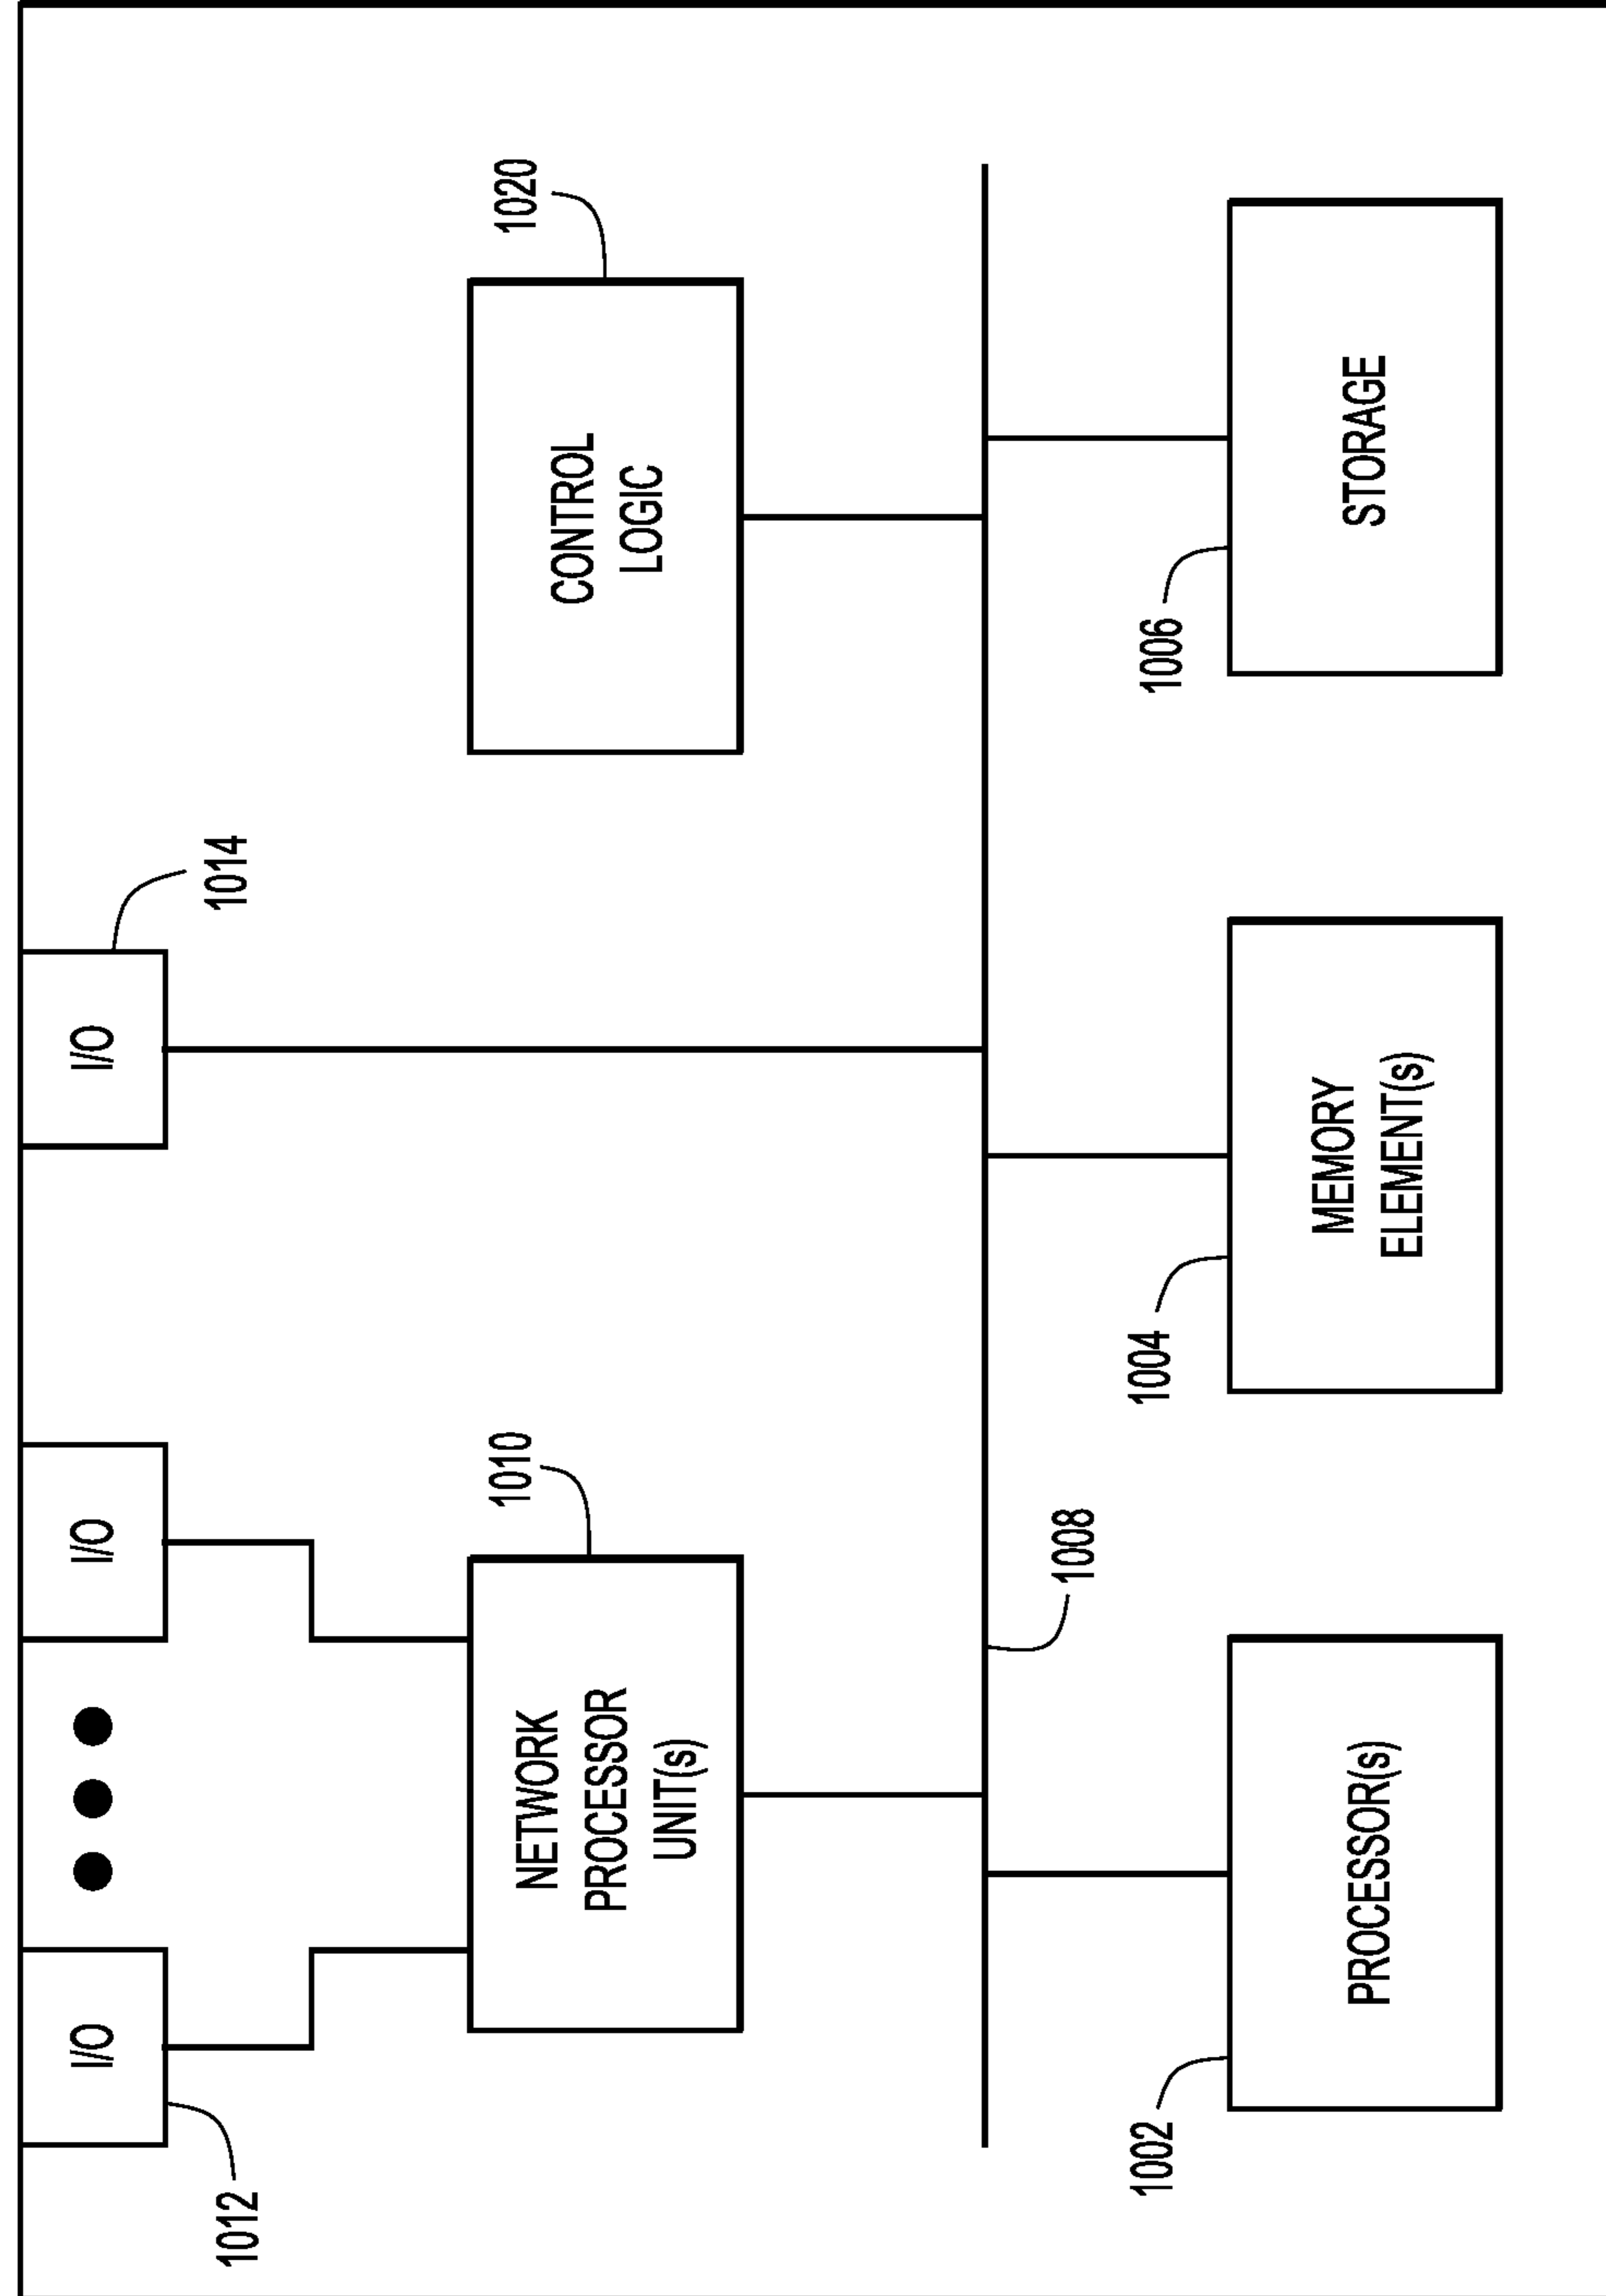 1012
I/O
I/O
I/O
1014
1010
NETWORK
PROCESSOR
UNIT(s)
1020
CONTROL
LOGIC
1008
1002
PROCESSOR(s)
1004
MEMORY
ELEMENT(s)
1006
STORAGE